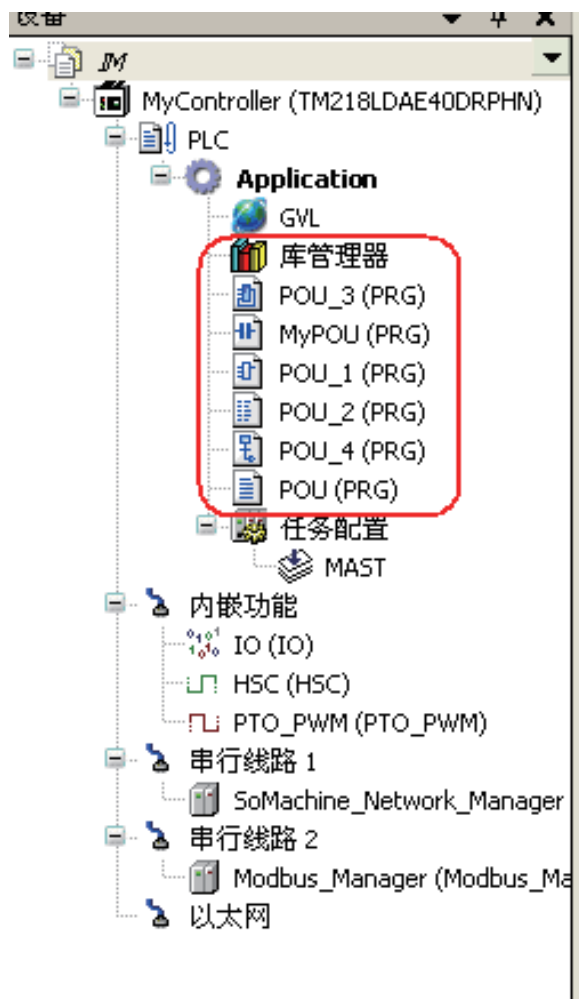 设备
JM
MyController (TM218LDAE40DRPHN)
PLC
Application
GVL
库管理器
POU_3 (PRG)
MyPOU (PRG)
POU_1 (PRG)
POU_2 (PRG)
POU_4 (PRG)
POU (PRG)
任务配置
MAST
内嵌功能
IO (IO)
HSC (HSC)
PTO_PWM (PTO_PWM)
串行线路 1
SoMachine_Network_Manager
串行线路 2
Modbus_Manager (Modbus_Ma
以太网